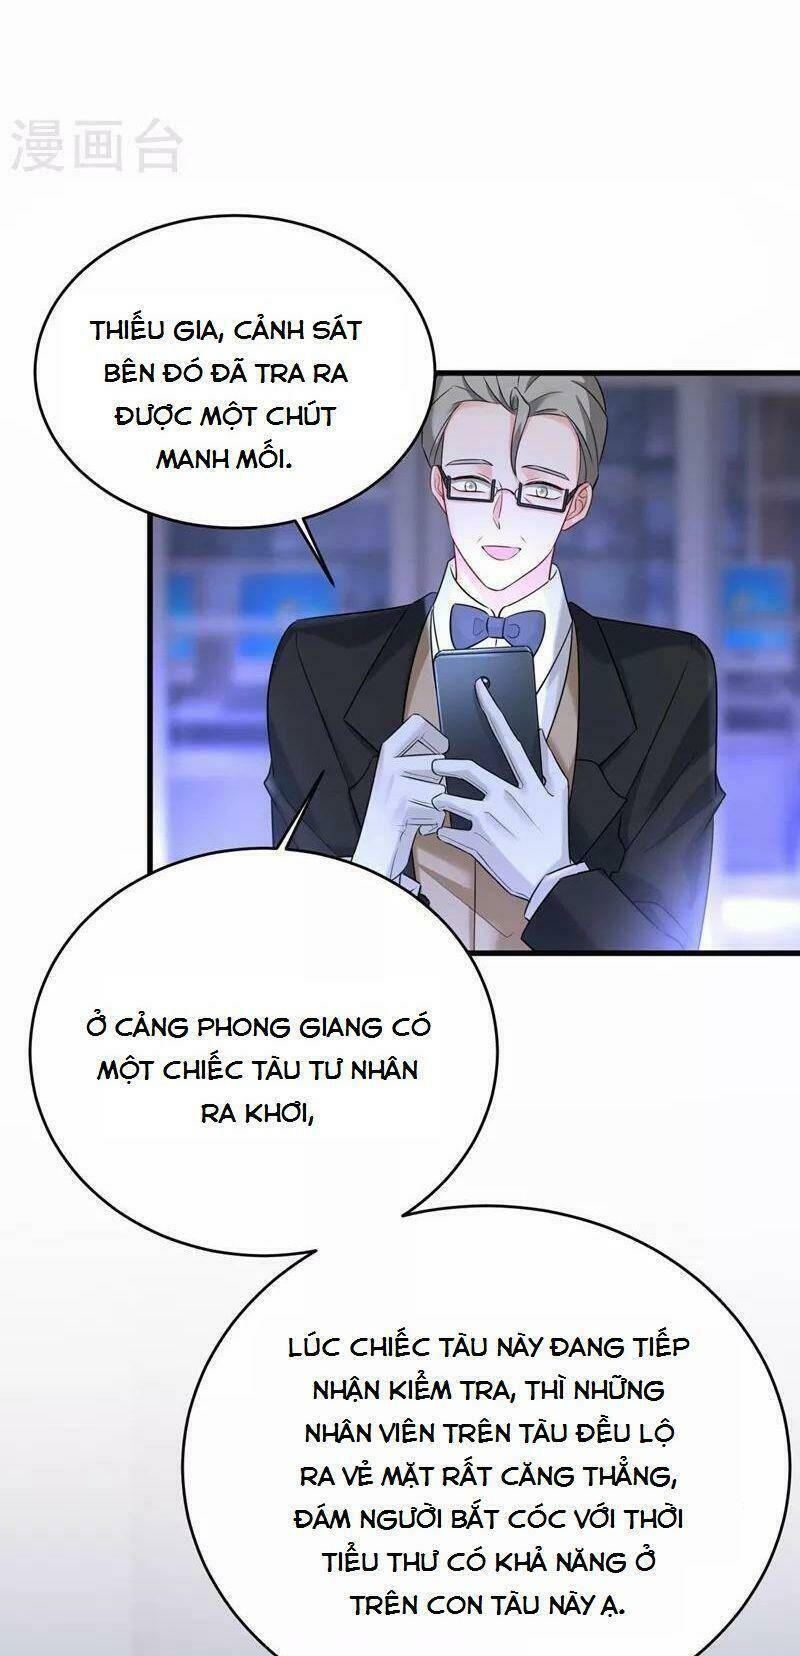 漫画台
THIẾU GIA, CẢNH SÁT
BÊN ĐÓ ĐÃ TRA RA
ĐƯỢC MỘT CHÚT
MANH MỐI.
Ở CẢNG PHONG GIANG CÓ
MỘT CHIẾC TÀU TƯ NHÂN
RA KHƠI,
LÚC CHIẾC TÀU NÀY ĐANG TIẾP
NHẬN KIỂM TRA, THÌ NHỮNG
NHÂN VIÊN TRÊN TÀU ĐỀU LỘ
RA VẺ MẶT RẤT CĂNG THẲNG,
ĐÁM NGƯỜI BẮT CÓC VỚI THỜI
TIỂU THƯ CÓ KHẢ NĂNG Ở
TRÊN CON TÀU NÀY Ạ.